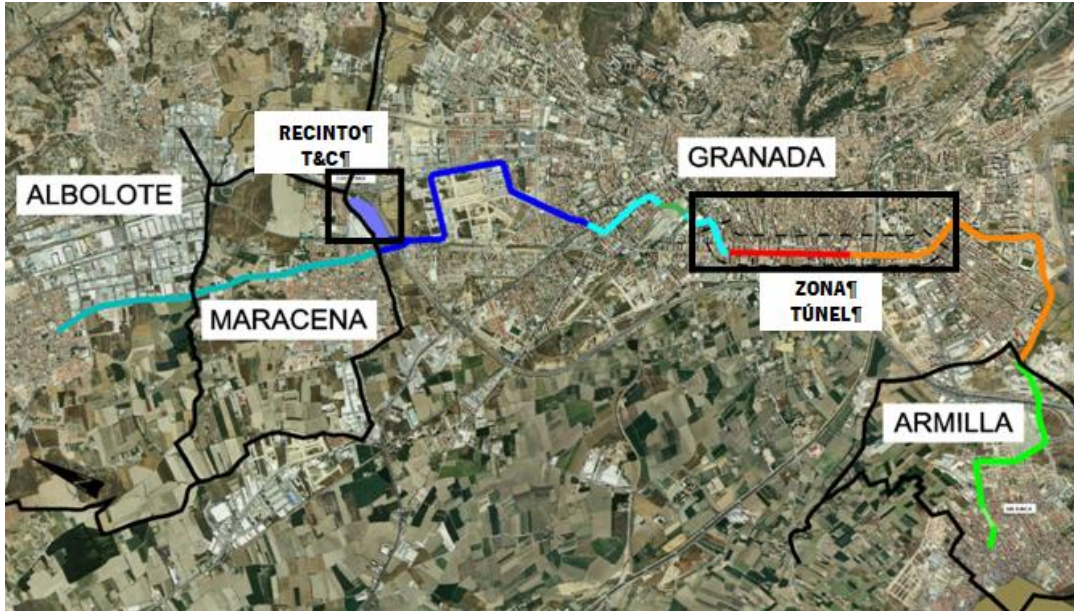 RECINTO¶
T&C¶
GRANADA
ALBOLOTE
ZONA¶
TÚNEL¶
MARACENA
ARMILLA